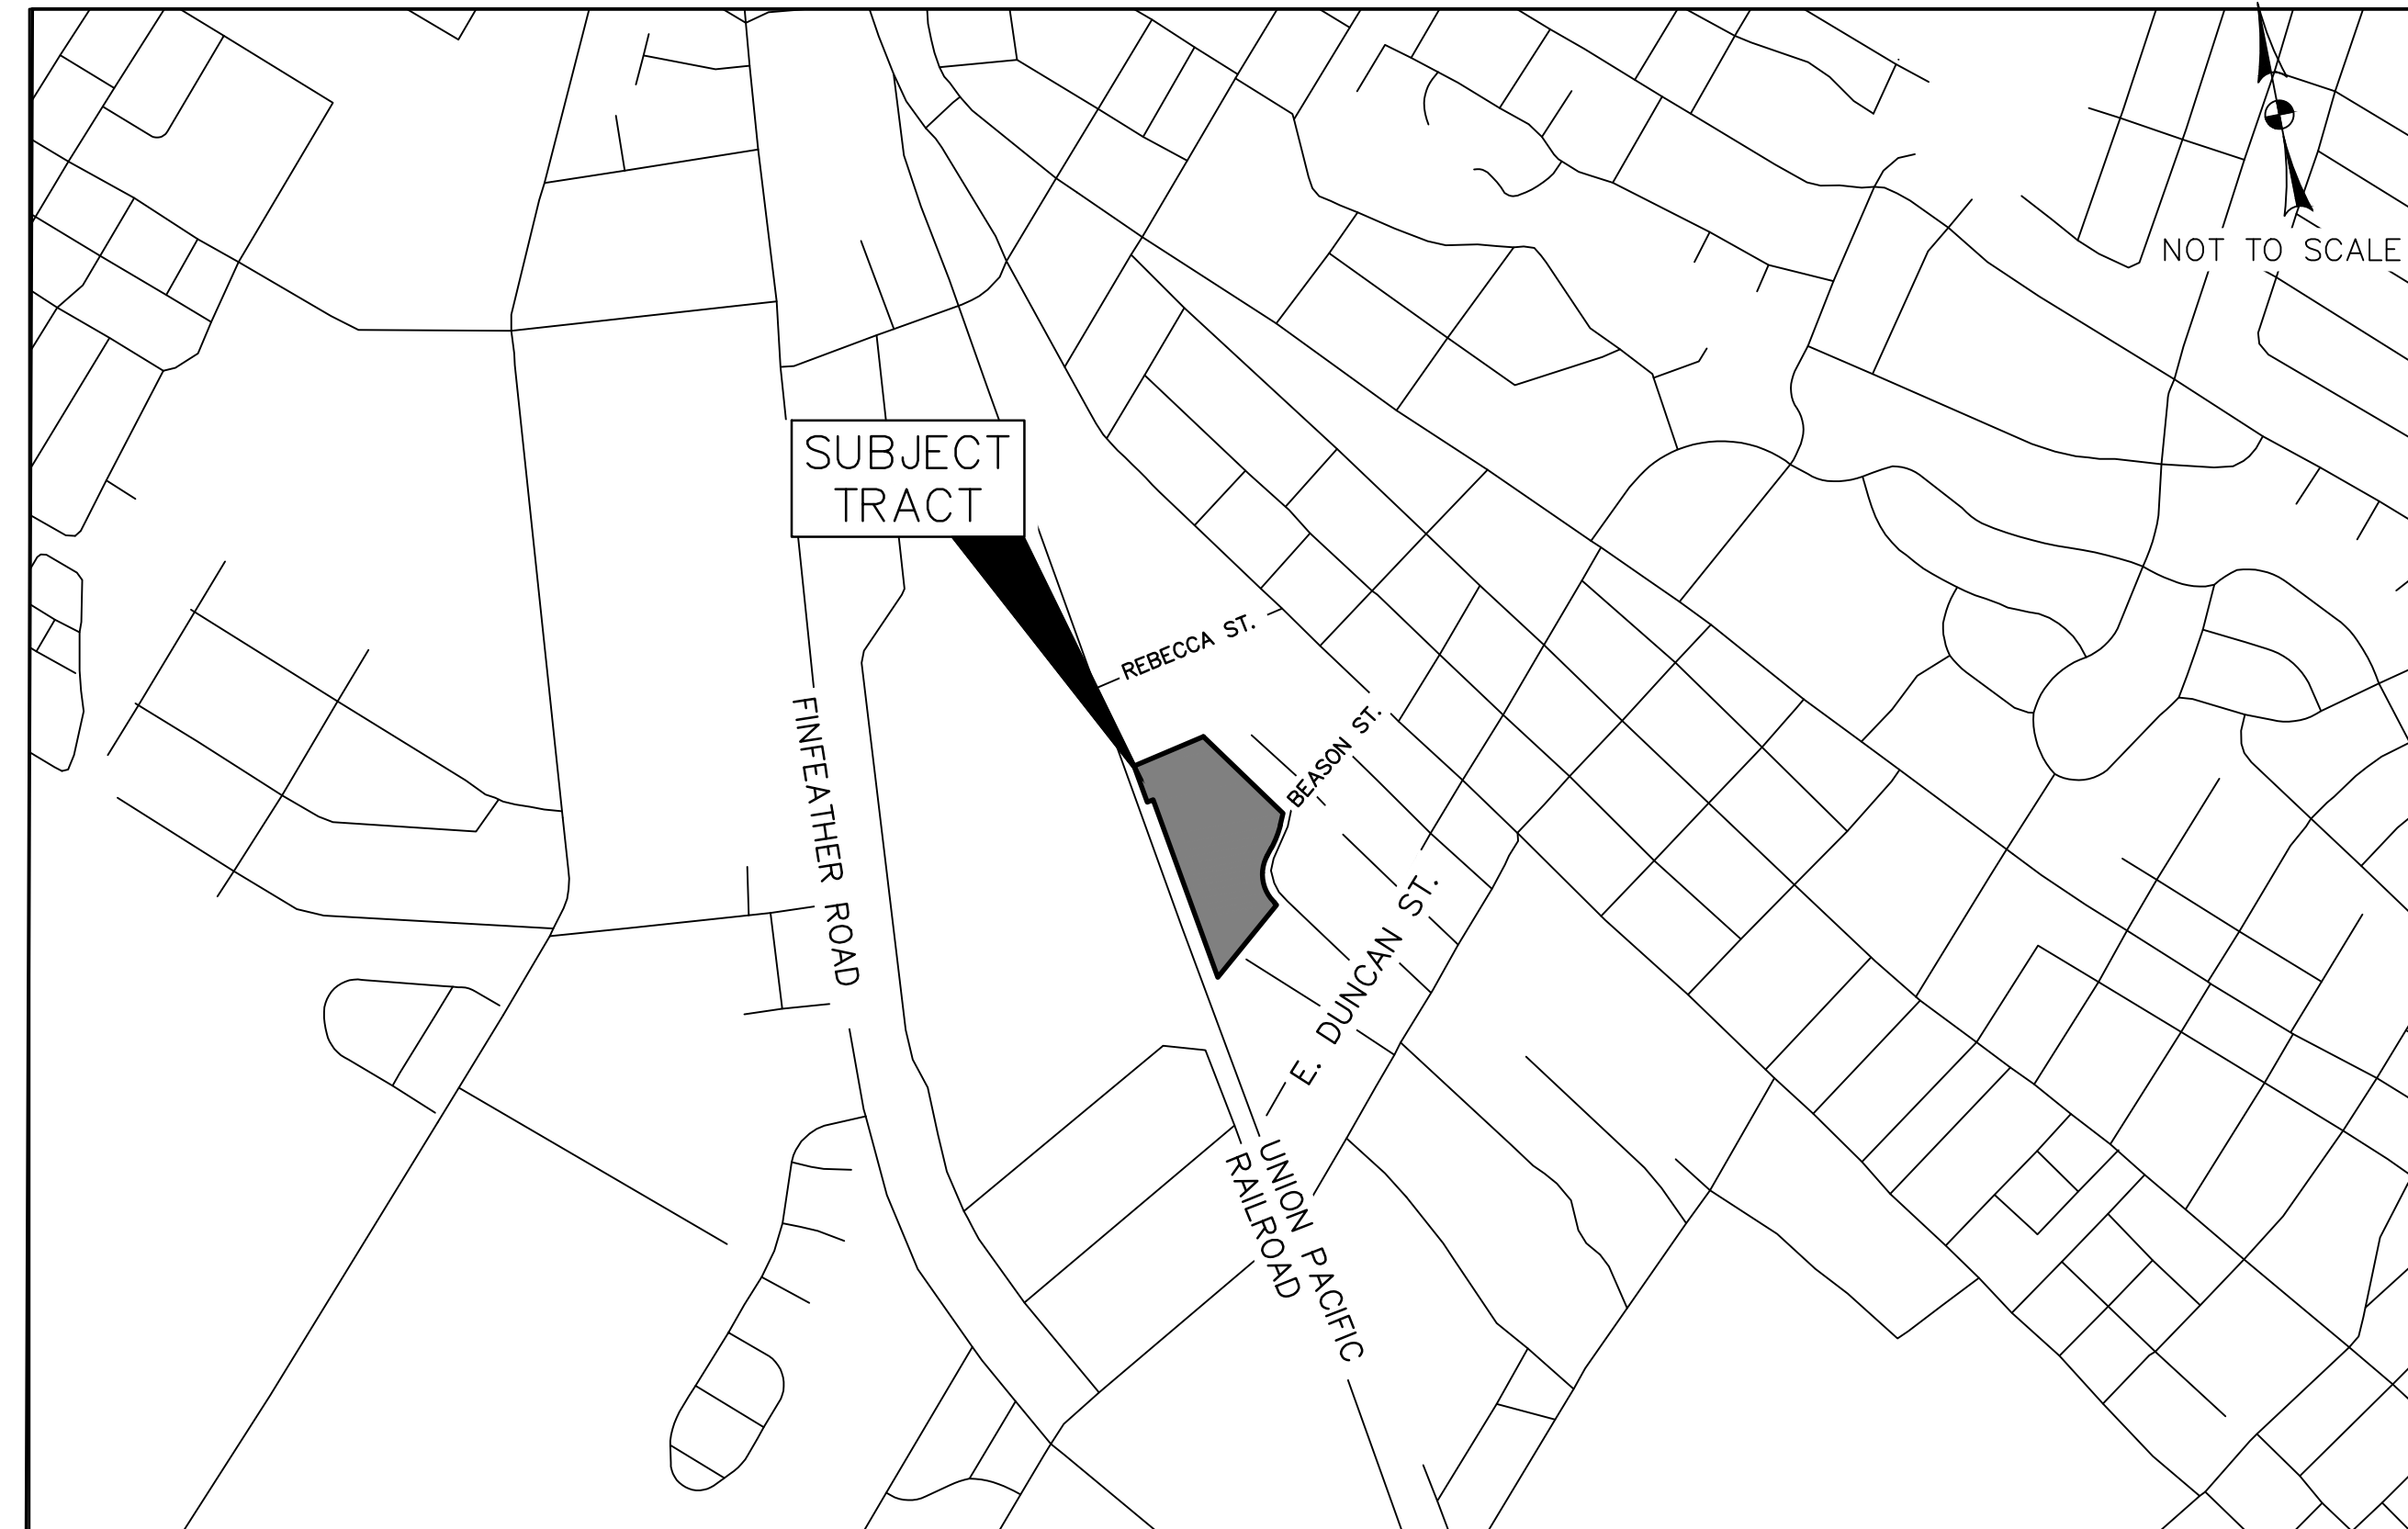 NOT TO SCALE
SUBJECT
TRACT
REBECCA ST.
FINFEATHER ROAD
BEASON ST.
E. DUNCAN ST.
UNION PACIFIC
RAILROAD